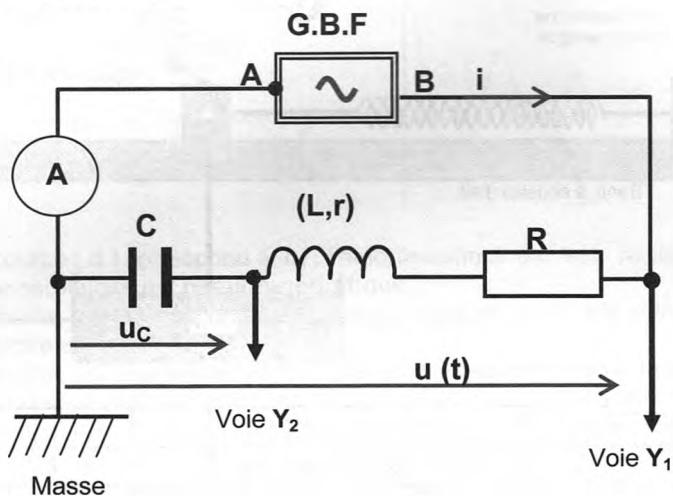 G.B.F
A
B
i
A
C
(L,r)
R
uC
u (t)
Voie Y2
Voie Y1
Masse